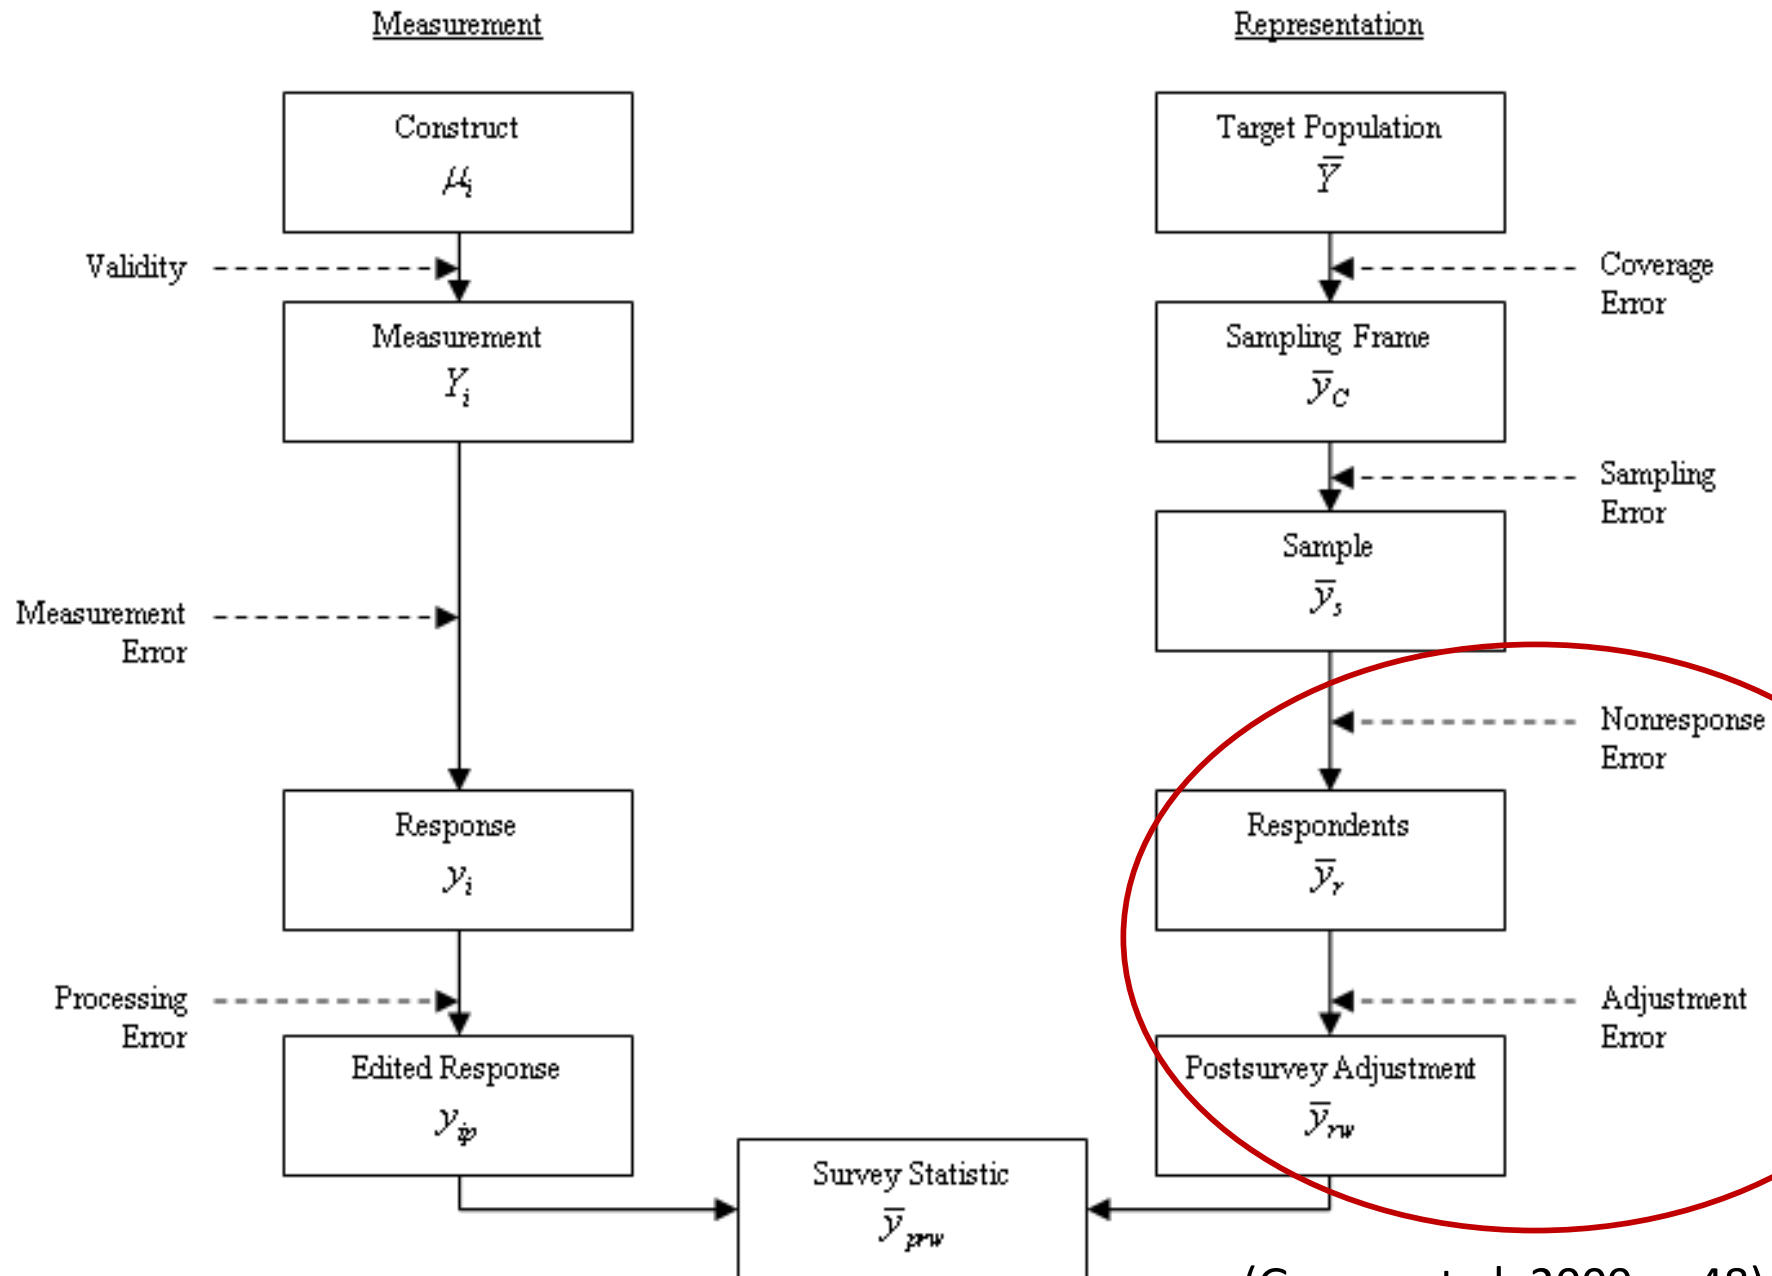 Measurement
Construct
μi
Validity
Measurement
Yi
Measurement
Error
Response
yi
Processing
Error
Edited Response
yip
Representation
Target Population
Ȳ
Coverage
Error
Sampling Frame
ȳC
Sampling
Error
Sample
ȳs
Nonresponse
Error
Respondents
ȳr
Adjustment
Error
Postsurvey Adjustment
ȳrw
Survey Statistic
ȳprw
2009 48)